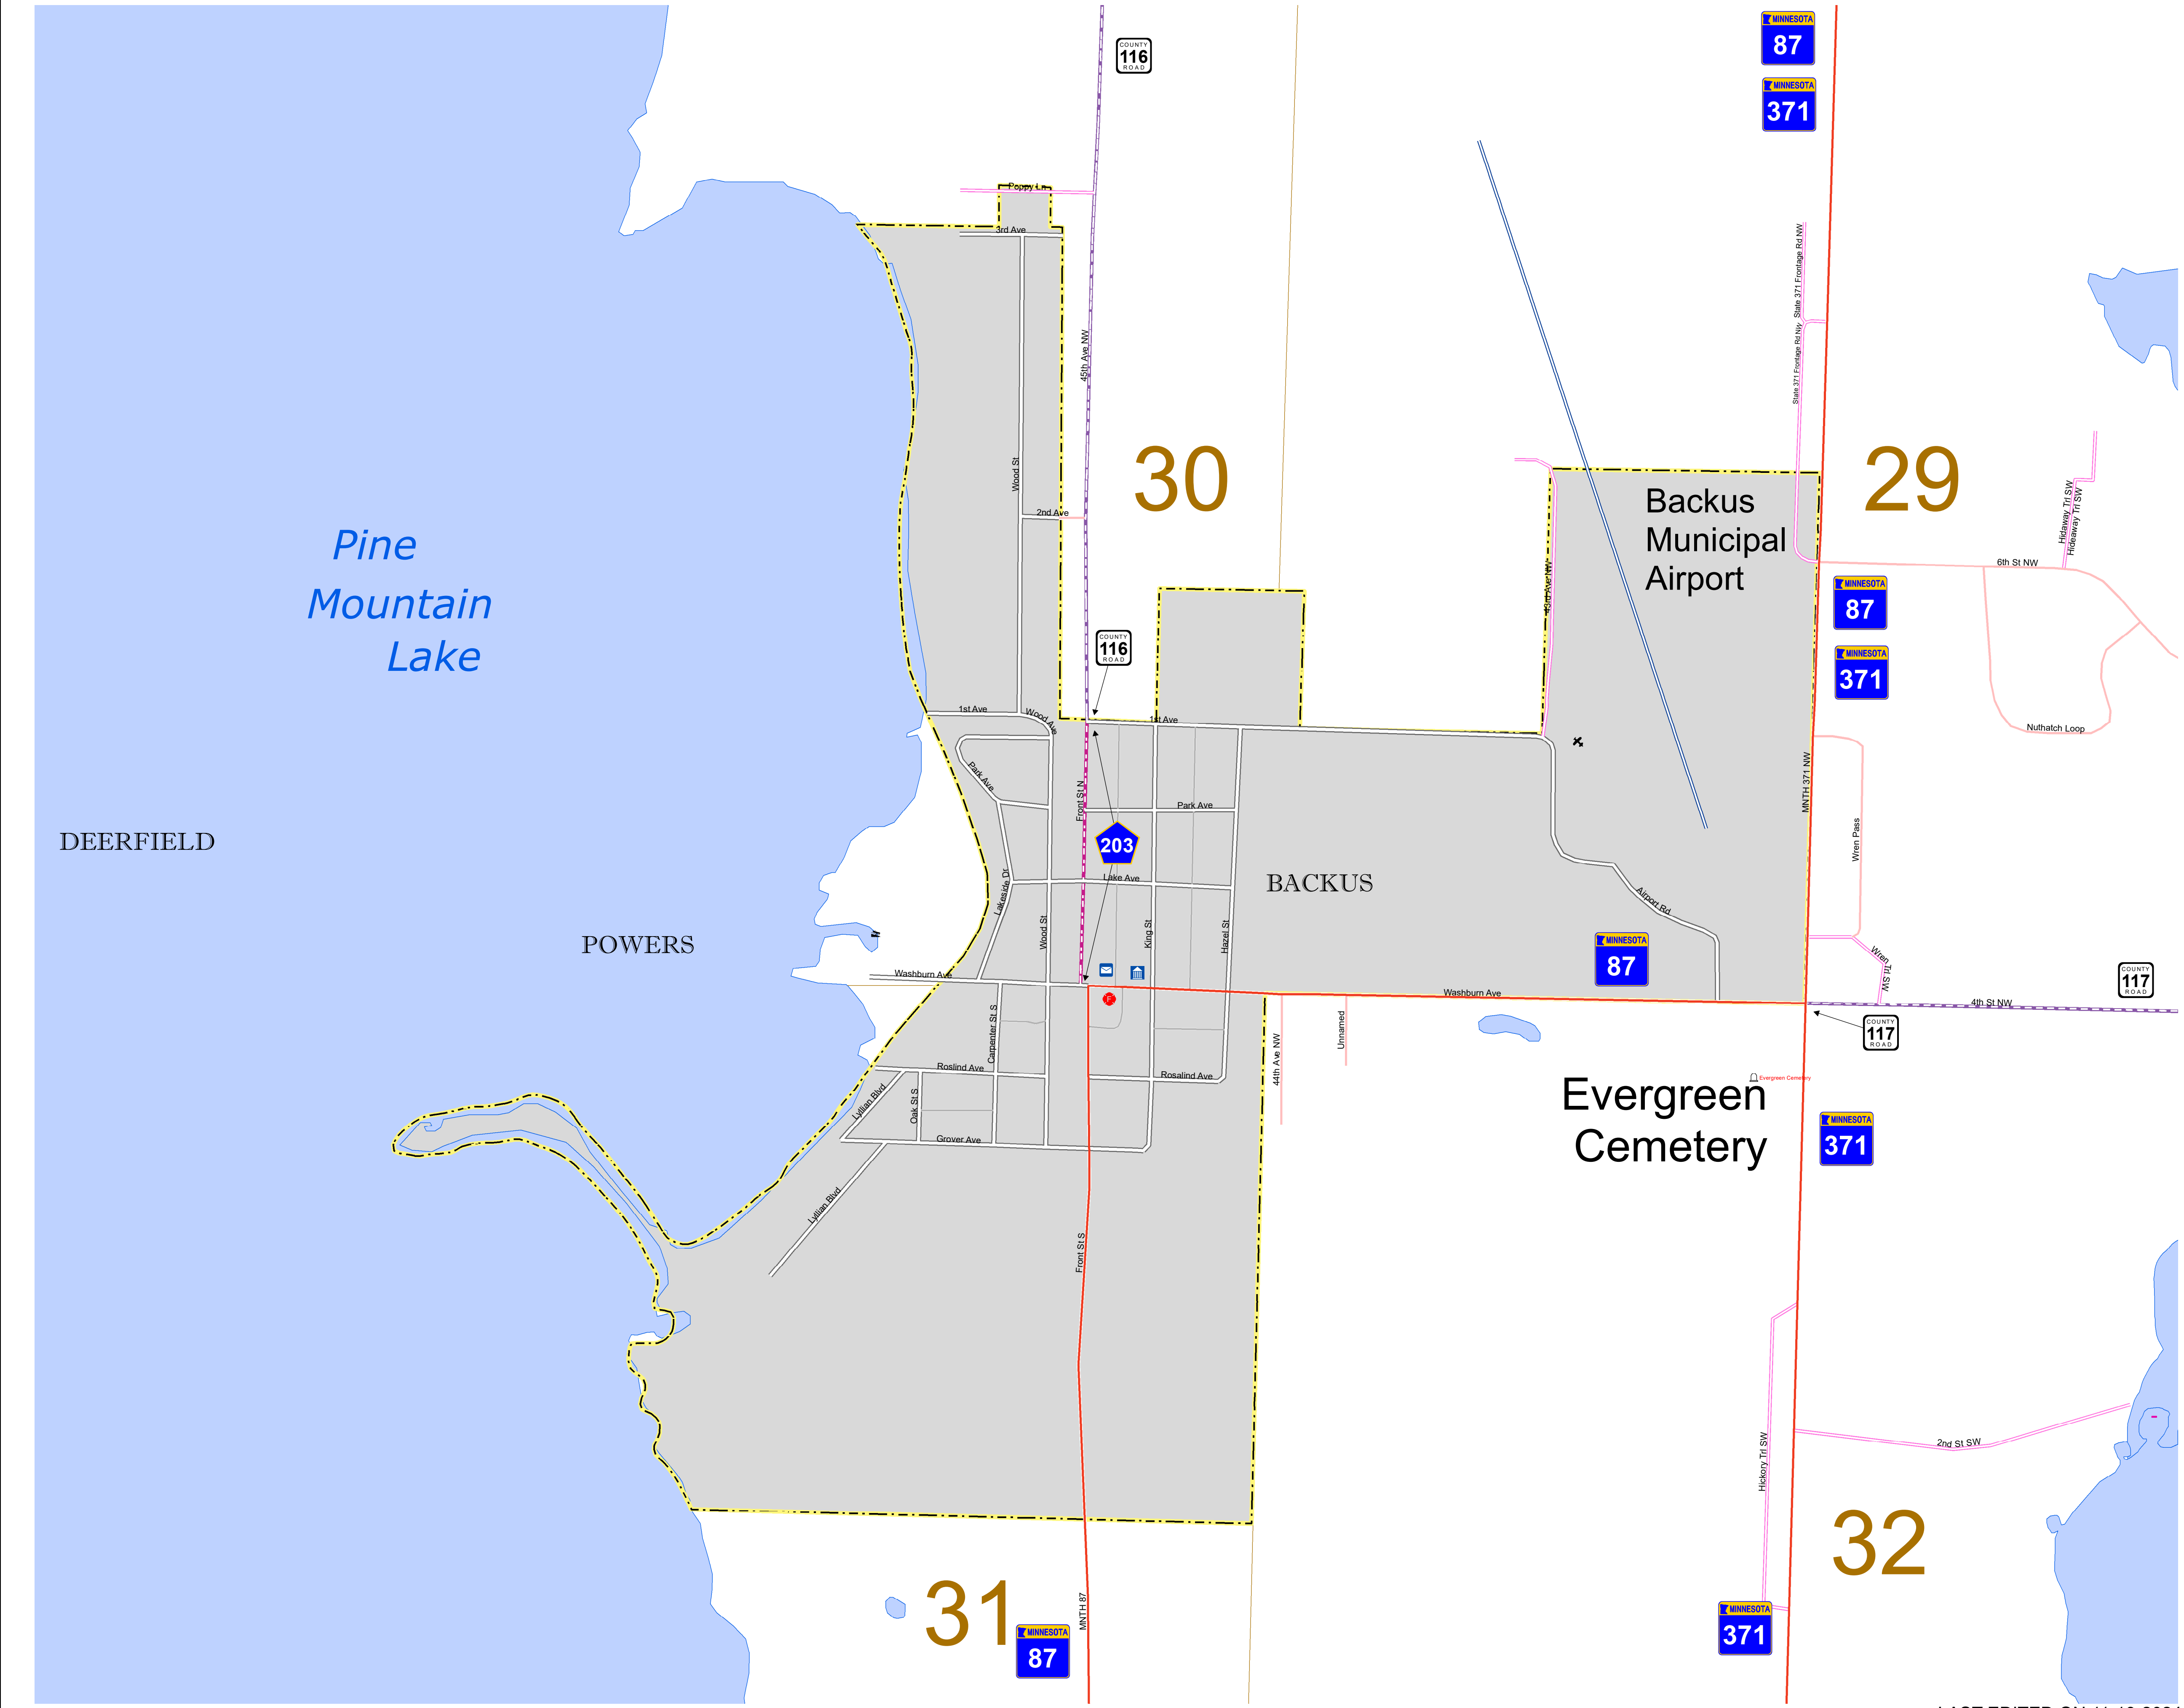 MINNESOTA
87
COUNTY
116
ROAD
MINNESOTA
371
Poppy Ln
3rd Ave
State 371 Frontage Rd NW
45th Ave NW
State 371 Frontage Rd NW
30
29
Wood St
Backus
Municipal
Airport
2nd Ave
Hidaway Trl SW
Hideaway Trl SW
Pine
Mountain
Lake
6th St NW
43rd Ave NW
MINNESOTA
87
COUNTY
116
ROAD
MINNESOTA
371
1st Ave
Wood Ave
1st Ave
Nuthatch Loop
Park Ave
Front St N
Park Ave
MNTH 371 NW
DEERFIELD
203
Wren Pass
Lake Ave
BACKUS
Lakeside Dr
Airport Rd
POWERS
Wood St
King St
Hazel St
MINNESOTA
87
Wren Trl SW
Washburn Ave
Washburn Ave
COUNTY
117
ROAD
4th St NW
F
Carpenter St S
44th Ave NW
Unnamed
COUNTY
117
ROAD
Roslind Ave
Rosalind Ave
Evergreen Cemetery
Evergreen
Cemetery
Lyllian Blvd
Oak St S
Grover Ave
MINNESOTA
371
Lyllian Blvd
Front St S
Hickory Trl SW
2nd St SW
32
31
MNTH 87
MINNESOTA
87
MINNESOTA
371